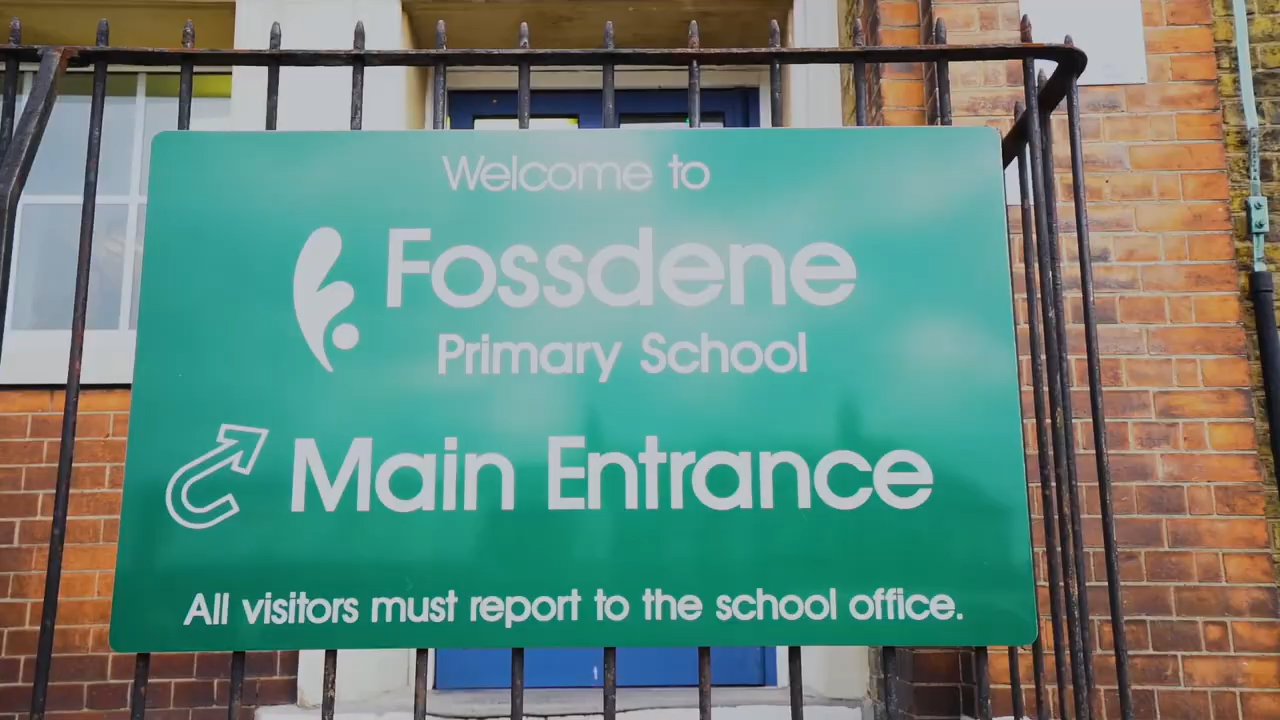 Welcome to
Fossdene
Primary School
Main Entrance
All visitors must report to the school office.